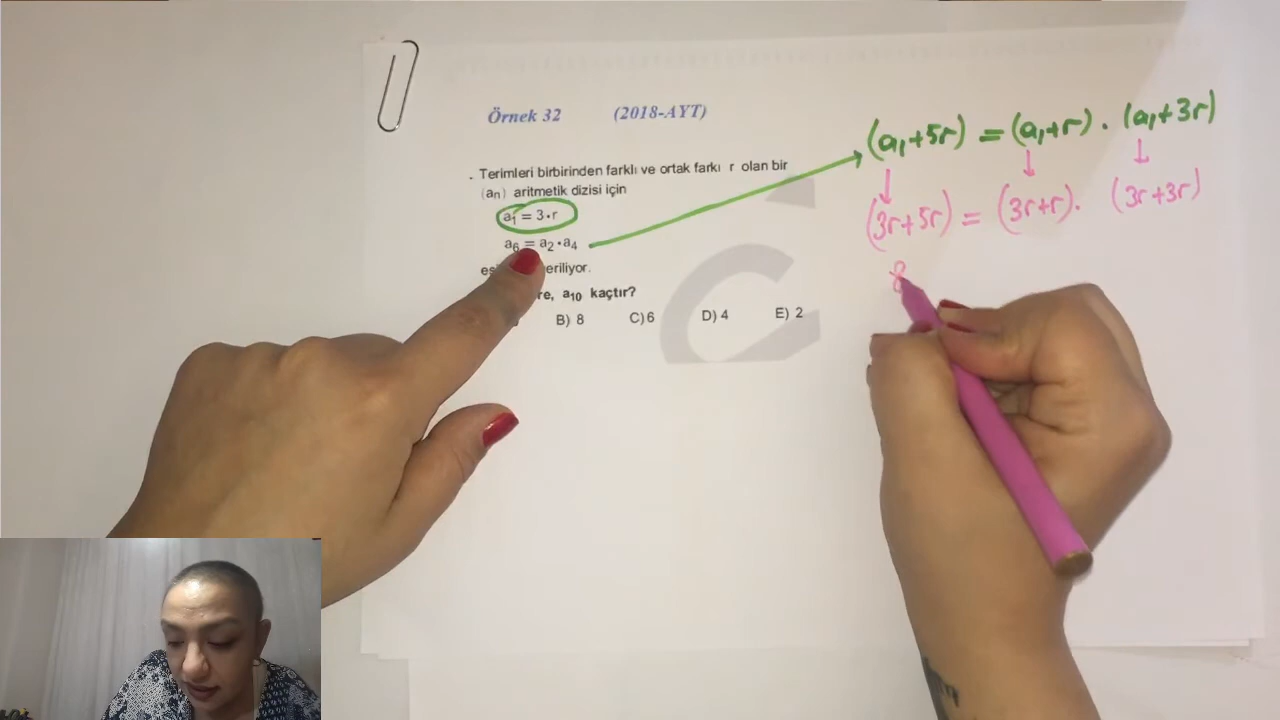 Örnek 32 (2018-AYT)
. Terimleri birbirinden farklı ve ortak farkı r olan bir
(aₙ) aritmetik dizisi için
a₁ = 3·r
a₆ = a₂·a₄
eriliyor.
re, a₁₀ kaçtır?
B) 8 C)6 D) 4 E) 2
(a₁+5r) = (a₁+r) . (a₁+3r)
↓ ↓ ↓
(3r+5r) = (3r+r) . (3r+3r)
8